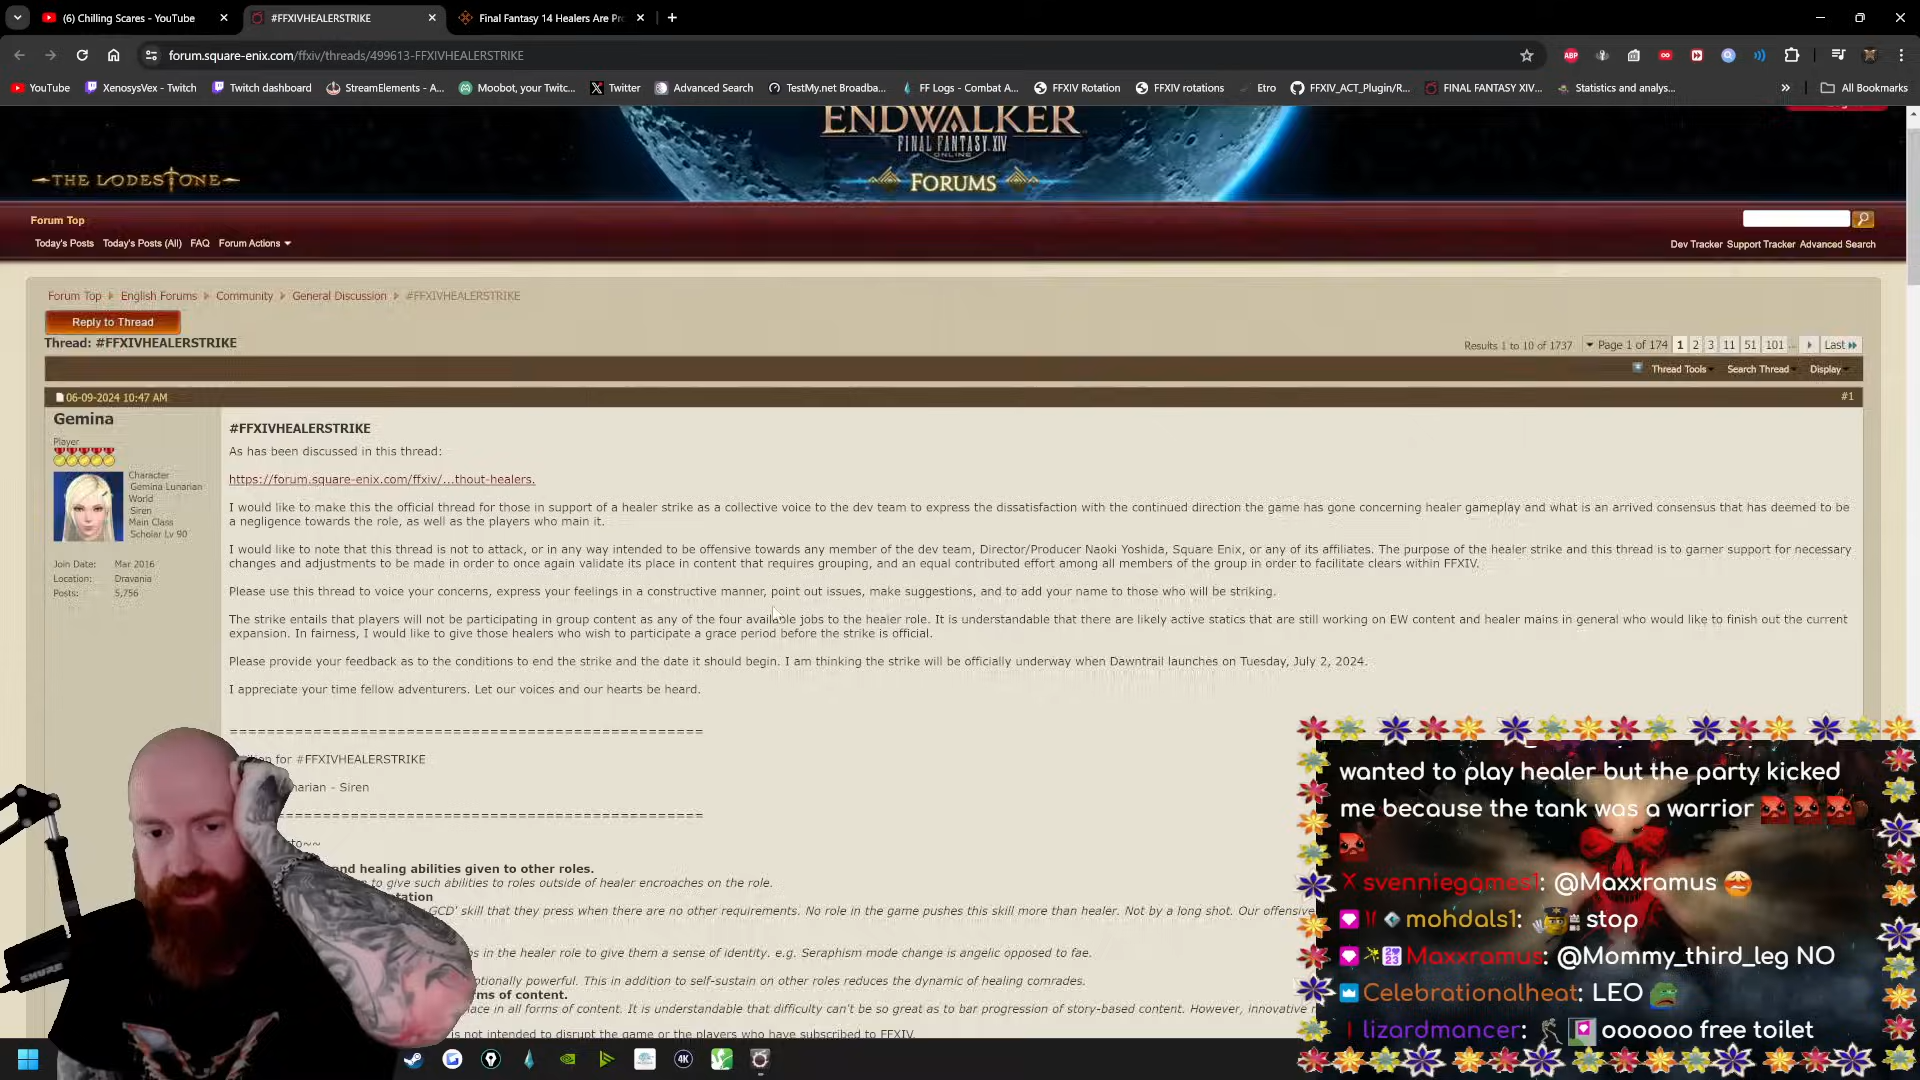 (6) Chilling Scares - YouTube
#FFXIVHEALERSTRIKE
Final Fantasy 14 Healers Are Pr
forum.square-enix.com/ffxiv/threads/499613-FFXIVHEALERSTRIKE
YouTube
XenosysVex - Twitch
Twitch dashboard
StreamElements - A...
Moobot, your Twitc...
Twitter
Advanced Search
TestMy.net Broadba...
FF Logs - Combat A...
FFXIV Rotation
FFXIV rotations
Etro
FFXIV_ACT_Plugin/R...
FINAL FANTASY XIV...
Statistics and analys...
All Bookmarks
ENDWALKER
FINAL FANTASY XIV
ONLINE
THE LODESTONE
FORUMS
Forum Top
Today's Posts Today's Posts (All) FAQ Forum Actions
Dev Tracker Support Tracker Advanced Search
Forum Top English Forums Community General Discussion #FFXIVHEALERSTRIKE
Reply to Thread
Thread: #FFXIVHEALERSTRIKE
Results 1 to 10 of 1737 Page 1 of 174 1 2 3 11 51 101 ... Last
Thread Tools Search Thread Display
06-09-2024 10:47 AM
#1
Gemina
Player
Character
Gemina Lunarian
World
Siren
Main Class
Scholar Lv 90
Join Date: Mar 2016
Location: Dravania
Posts: 5,756
#FFXIVHEALERSTRIKE
As has been discussed in this thread:
https://forum.square-enix.com/ffxiv/...thout-healers.
I would like to make this the official thread for those in support of a healer strike as a collective voice to the dev team to express the dissatisfaction with the continued direction the game has gone concerning healer gameplay and what is an arrived consensus that has deemed to be
a negligence towards the role, as well as the players who main it.
I would like to note that this thread is not to attack, or in any way intended to be offensive towards any member of the dev team, Director/Producer Naoki Yoshida, Square Enix, or any of its affiliates. The purpose of the healer strike and this thread is to garner support for necessary
changes and adjustments to be made in order to once again validate its place in content that requires grouping, and an equal contributed effort among all members of the group in order to facilitate clears within FFXIV.
Please use this thread to voice your concerns, express your feelings in a constructive manner, point out issues, make suggestions, and to add your name to those who will be striking.
The strike entails that players will not be participating in group content as any of the four available jobs to the healer role. It is understandable that there are likely active statics that are still working on EW content and healer mains in general who would like to finish out the current
expansion. In fairness, I would like to give those healers who wish to participate a grace period before the strike is official.
Please provide your feedback as to the conditions to end the strike and the date it should begin. I am thinking the strike will be officially underway when Dawntrail launches on Tuesday, July 2, 2024.
I appreciate your time fellow adventurers. Let our voices and our hearts be heard.
==================================================
for #FFXIVHEALERSTRIKE
arian - Siren
==================================================
to~~
and healing abilities given to other roles.
to give such abilities to roles outside of healer encroaches on the role.
tation
GCD' skill that they press when there are no other requirements. No role in the game pushes this skill more than healer. Not by a long shot. Our offensive
s in the healer role to give them a sense of identity. e.g. Seraphism mode change is angelic opposed to fae.
ptionally powerful. This in addition to self-sustain on other roles reduces the dynamic of healing comrades.
rms of content.
lace in all forms of content. It is understandable that difficulty can't be so great as to bar progression of story-based content. However, innovative
is not intended to disrupt the game or the players who have subscribed to FFXIV.
wanted to play healer but the party kicked
me because the tank was a warrior
svenniegames1: @Maxxramus
mohdals1: stop
Maxxramus: @Mommy_third_leg NO
Celebrationalheat: LEO
lizardmancer: oooooo free toilet
SHURE
4K